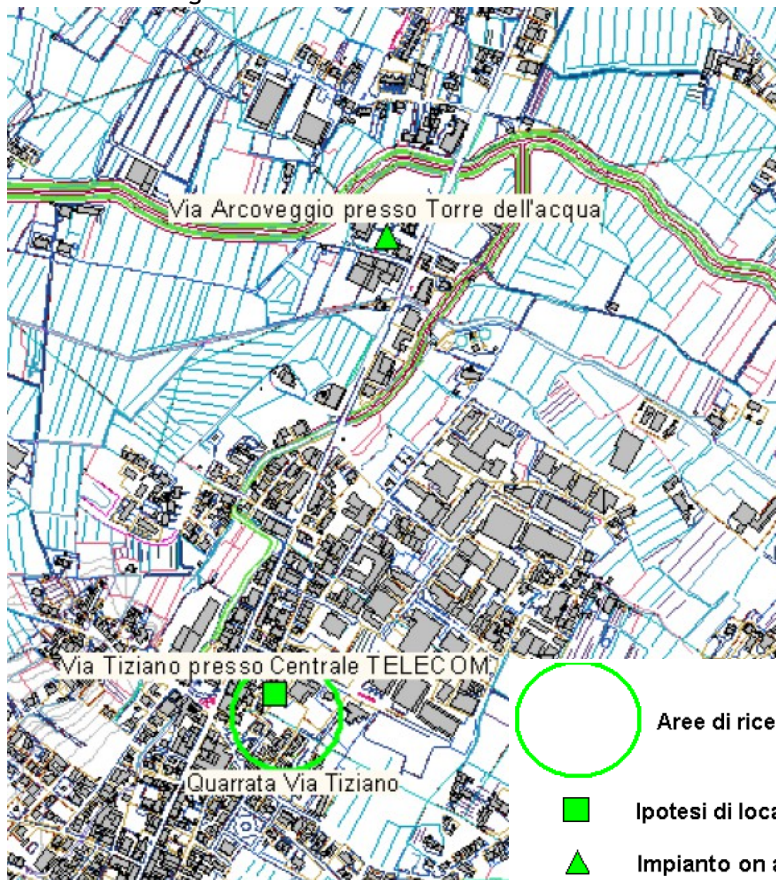 Via Arcoveggio presso Torre dell'acqua
Via Tiziano presso Centrale TELECOM
Quarrata Via Tiziano
Aree di rice
Ipotesi di loca
Impianto on a